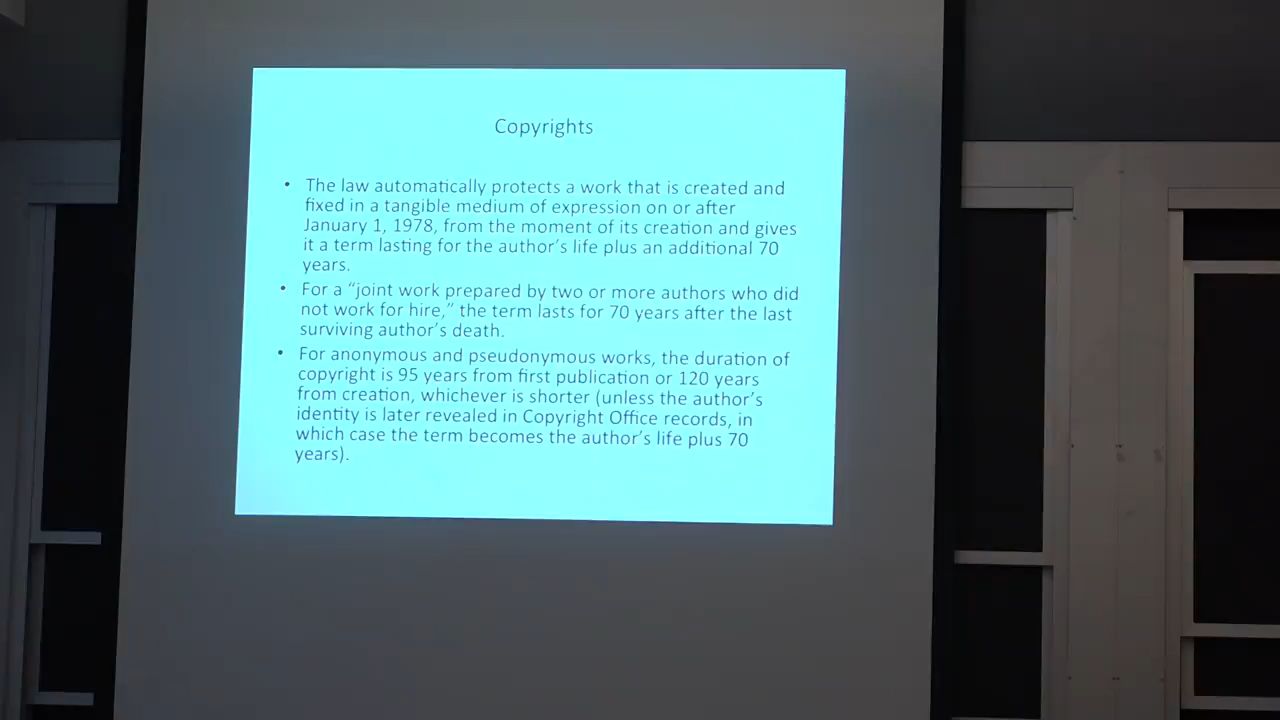 Copyrights
• The law automatically protects a work that is created and
fixed in a tangible medium of expression on or after
January 1, 1978, from the moment of its creation and gives
it a term lasting for the author’s life plus an additional 70
years.
• For a “joint work prepared by two or more authors who did
not work for hire,” the term lasts for 70 years after the last
surviving author’s death.
• For anonymous and pseudonymous works, the duration of
copyright is 95 years from first publication or 120 years
from creation, whichever is shorter (unless the author’s
identity is later revealed in Copyright Office records, in
which case the term becomes the author’s life plus 70
years).